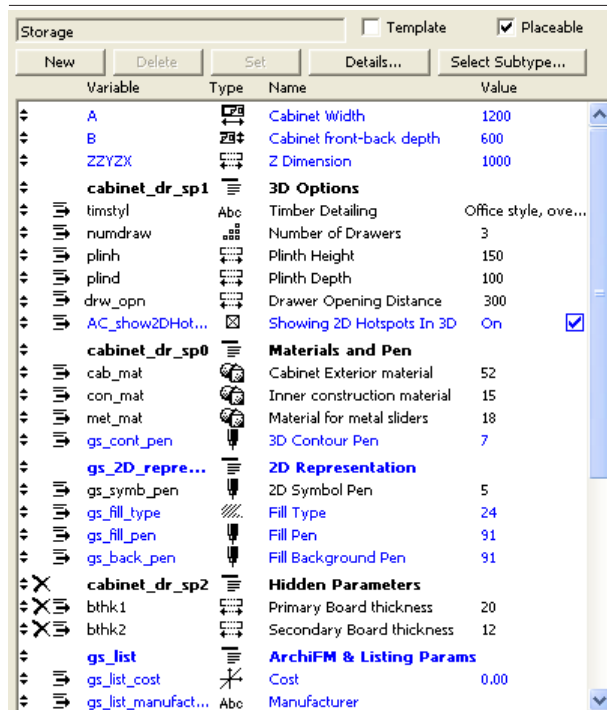 Storage Template Placeable
New Delete Set Details... Select Subtype...
Variable Type Name Value
A Cabinet Width 1200
B Cabinet front-back depth 600
ZZYZX Z Dimension 1000
cabinet_dr_sp1 3D Options
timstyl Abc Timber Detailing Office style, ove...
numdraw Number of Drawers 3
plinh Plinth Height 150
plind Plinth Depth 100
drw_opn Drawer Opening Distance 300
AC_show2DHot... Showing 2D Hotspots In 3D On
cabinet_dr_sp0 Materials and Pen
cab_mat Cabinet Exterior material 52
con_mat Inner construction material 15
met_mat Material for metal sliders 18
gs_cont_pen 3D Contour Pen 7
gs_2D_repre... 2D Representation
gs_symb_pen 2D Symbol Pen 5
gs_fill_type Fill Type 24
gs_fill_pen Fill Pen 91
gs_back_pen Fill Background Pen 91
cabinet_dr_sp2 Hidden Parameters
bthk1 Primary Board thickness 20
bthk2 Secondary Board thickness 12
gs_list ArchiFM & Listing Params
gs_list_cost Cost 0.00
gs_list_manufact... Abc Manufacturer